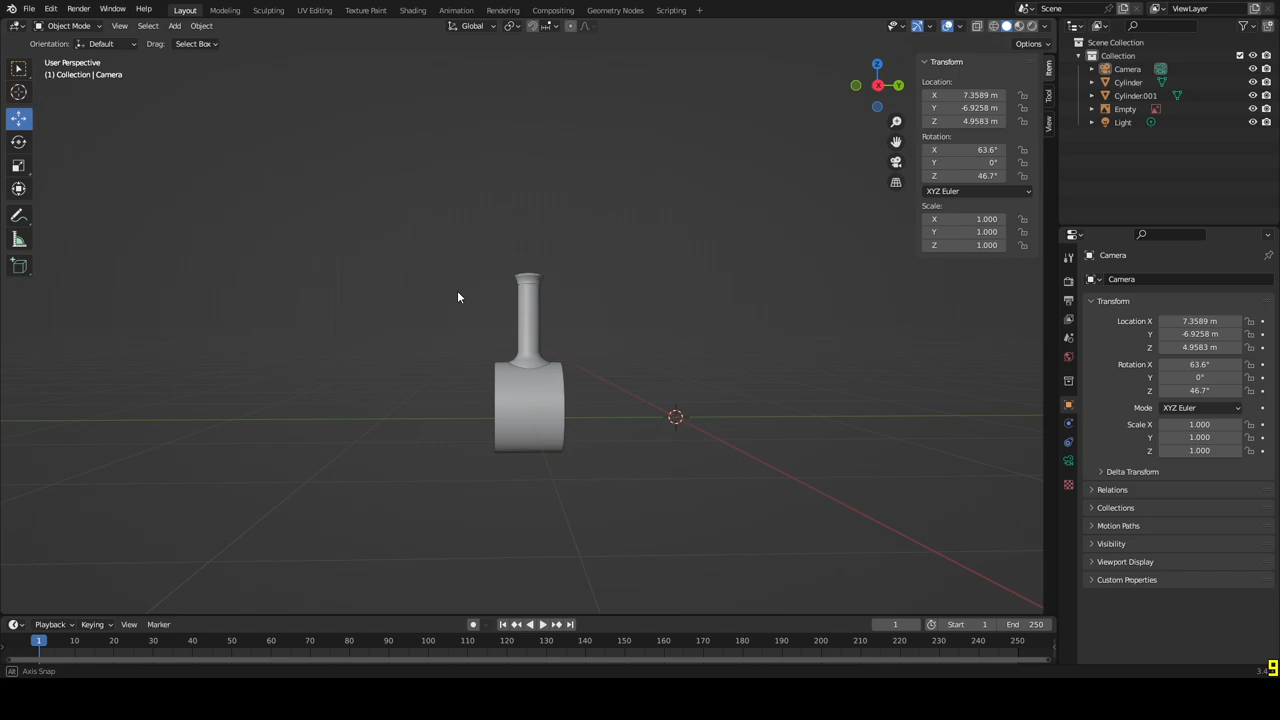 File Edit Render Window Help Layout Modeling Sculpting UV Editing Texture Paint Shading Animation Rendering Compositing Geometry Nodes Scripting + Scene ViewLayer
Object Mode View Select Add Object Global Options
Orientation: Default Drag: Select Box
User Perspective
(1) Collection | Camera
Z
X
Y
Transform
Location:
X 7.3589 m
Y -6.9258 m
Z 4.9583 m
Rotation:
X 63.6°
Y 0°
Z 46.7°
XYZ Euler
Scale:
X 1.000
Y 1.000
Z 1.000
Item
Tool
View
Scene Collection
Collection
Camera
Cylinder
Cylinder.001
Empty
Light
Camera
Camera
Transform
Location X 7.3589 m
Y -6.9258 m
Z 4.9583 m
Rotation X 63.6°
Y 0°
Z 46.7°
Mode XYZ Euler
Scale X 1.000
Y 1.000
Z 1.000
Delta Transform
Relations
Collections
Motion Paths
Visibility
Viewport Display
Custom Properties
Playback Keying View Marker 1 Start 1 End 250
1 10 20 30 40 50 60 70 80 90 100 110 120 130 140 150 160 170 180 190 200 210 220 230 240 250
Alt Axis Snap
9